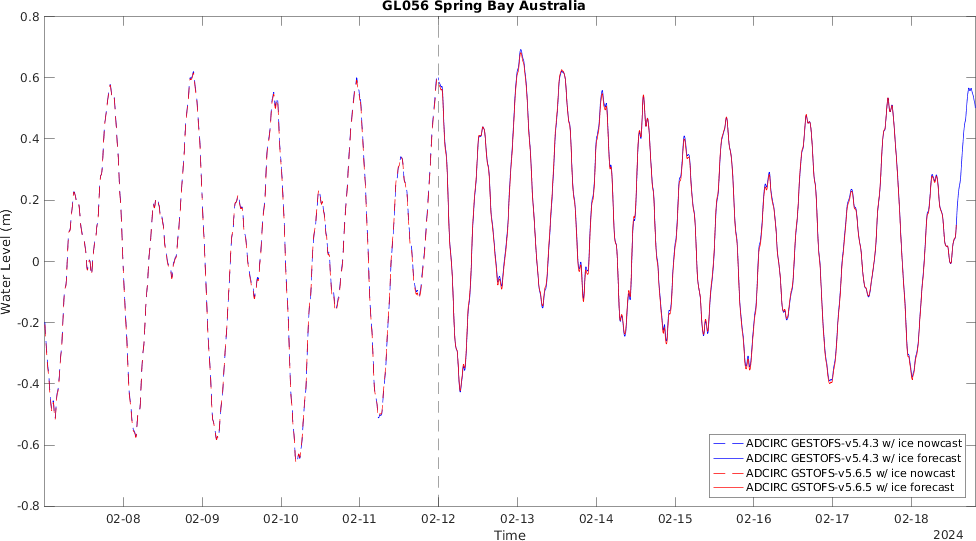 GL056 Spring Bay Australia
0.8
0.6
0.4
0.2
0
-0.2
-0.4
-0.6
-0.8
Water Level (m)
ADCIRC GESTOFS-v5.4.3 w/ ice nowcast
ADCIRC GESTOFS-v5.4.3 w/ ice forecast
ADCIRC GSTOFS-v5.6.5 w/ ice nowcast
ADCIRC GSTOFS-v5.6.5 w/ ice forecast
02-08 02-09 02-10 02-11 02-12 02-13 02-14 02-15 02-16 02-17 02-18
Time
2024